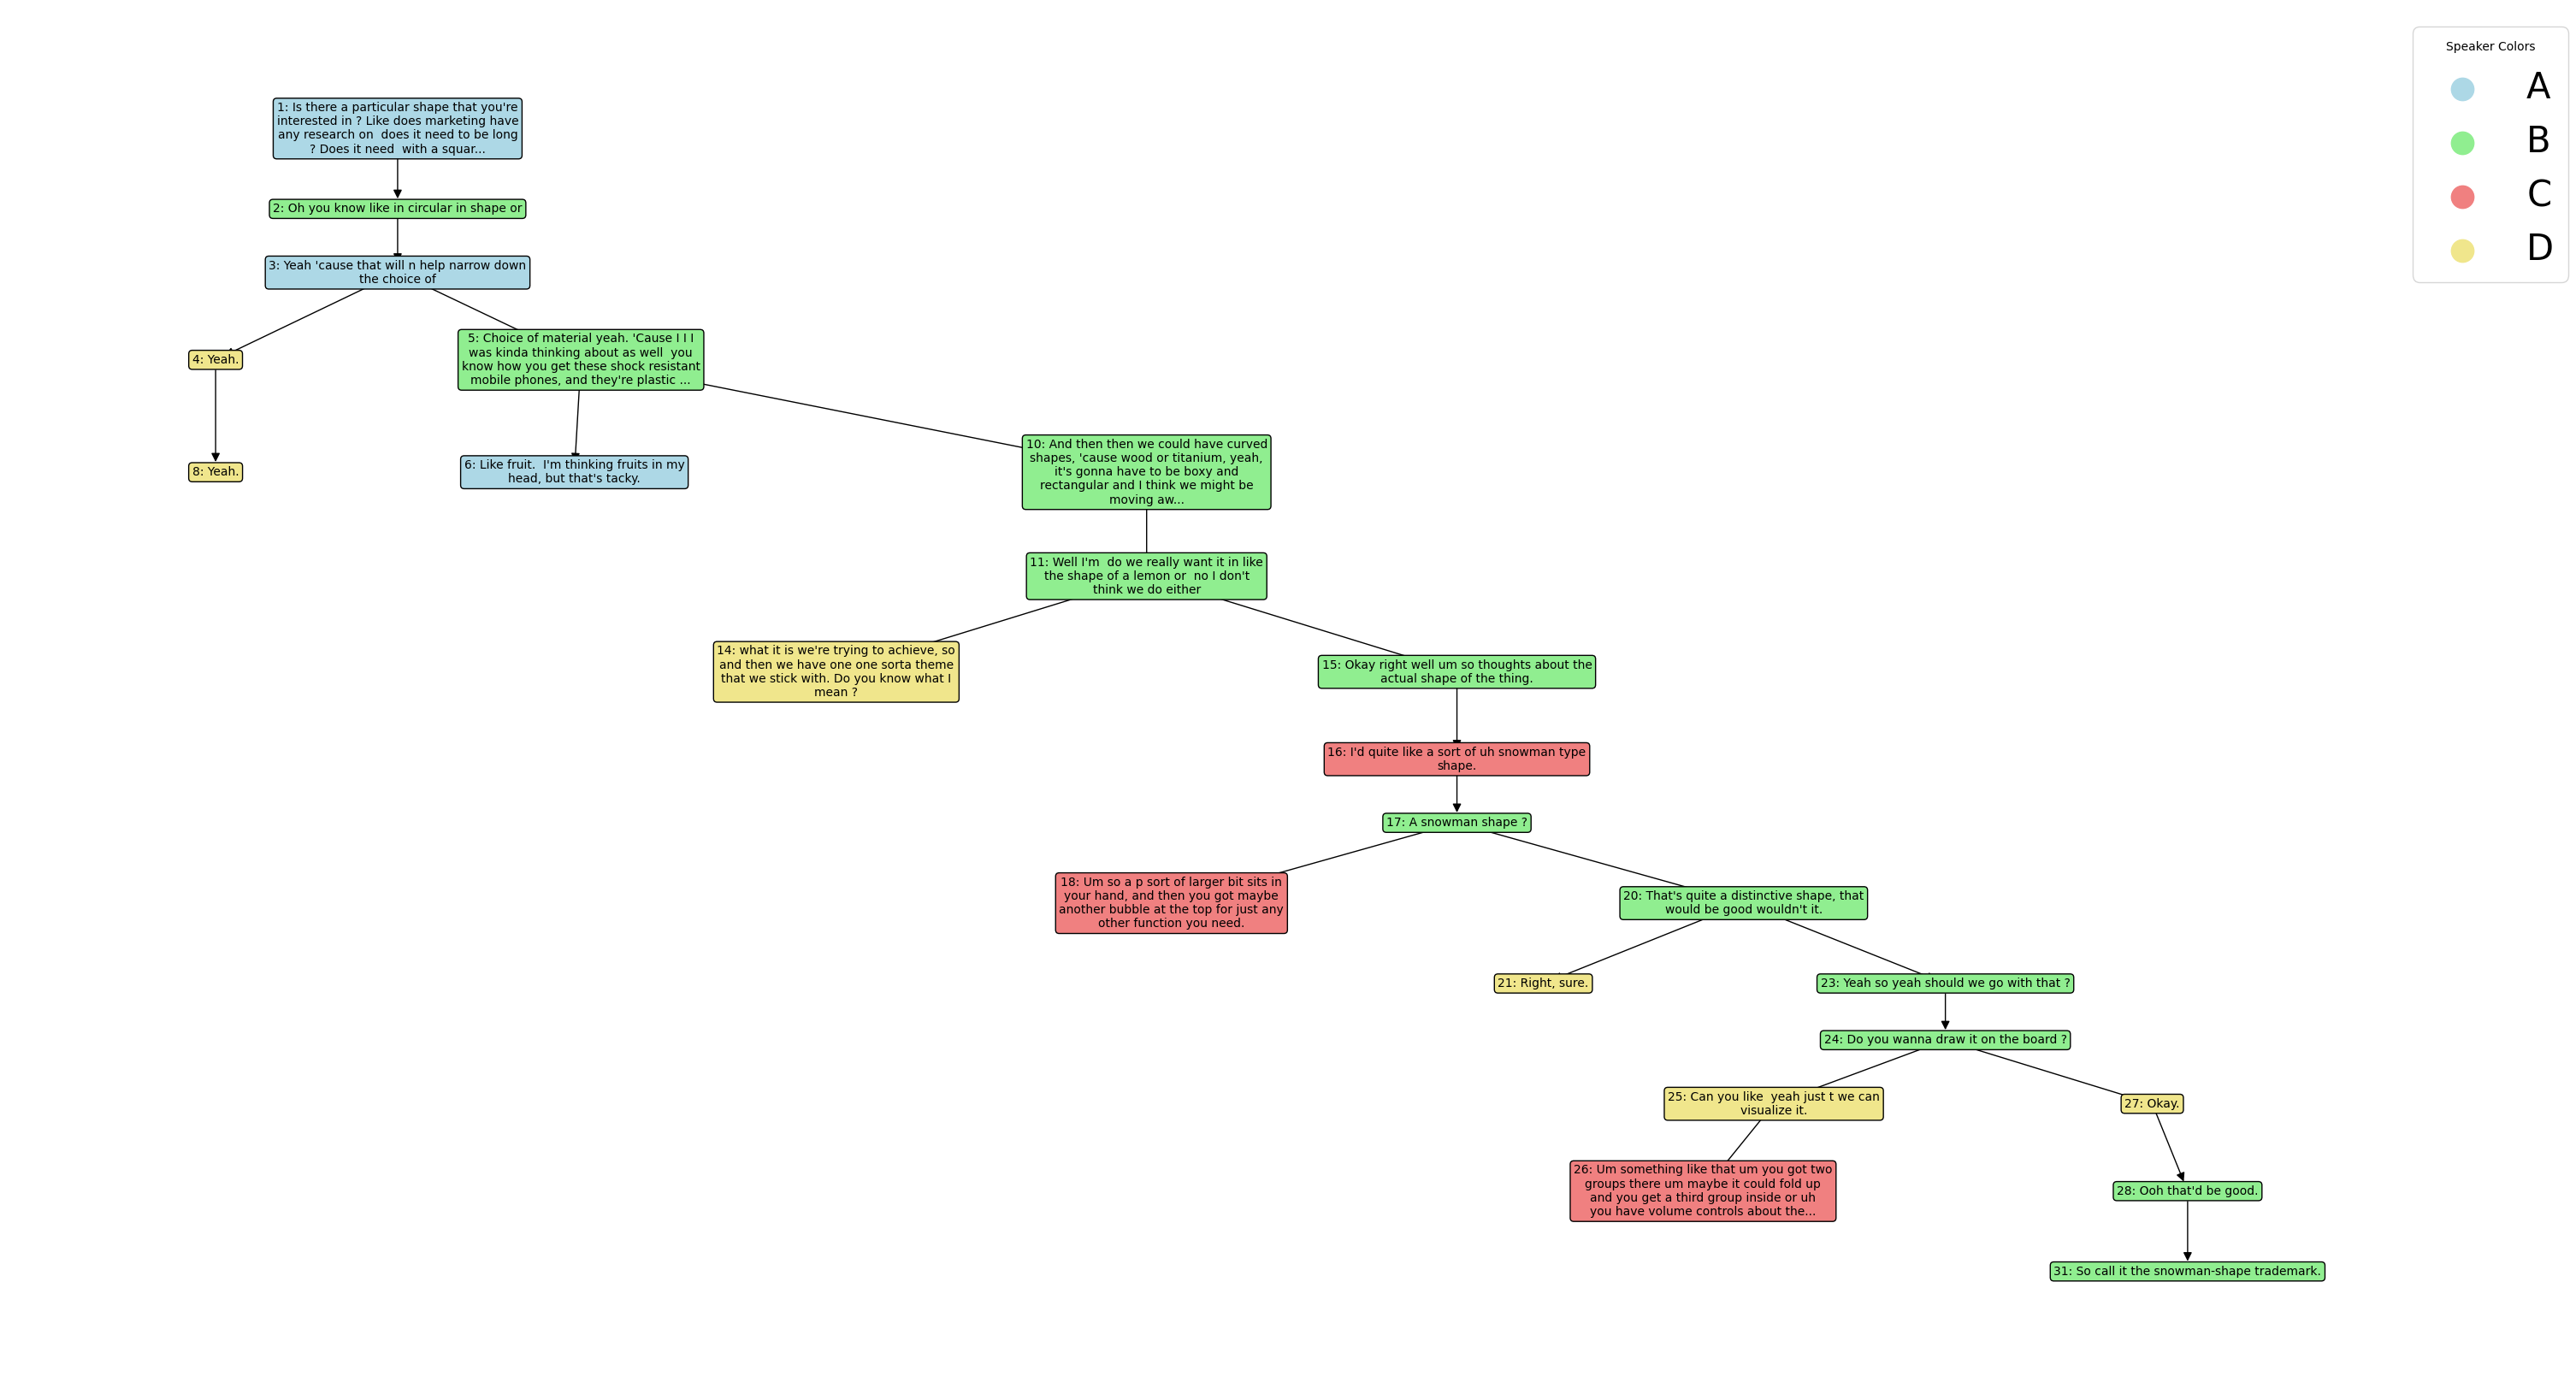 Speaker Colors
A
B
C
D
1: Is there a particular shape that you're
interested in ? Like does marketing have
any research on  does it need to be long
? Does it need  with a squar...
2: Oh you know like in circular in shape or
3: Yeah 'cause that will n help narrow down
the choice of
4: Yeah.
5: Choice of material yeah. 'Cause I I I
was kinda thinking about as well  you
know how you get these shock resistant
mobile phones, and they're plastic ...
8: Yeah.
6: Like fruit.  I'm thinking fruits in my
head, but that's tacky.
10: And then then we could have curved
shapes, 'cause wood or titanium, yeah,
it's gonna have to be boxy and
rectangular and I think we might be
moving aw...
11: Well I'm  do we really want it in like
the shape of a lemon or  no I don't
think we do either
14: what it is we're trying to achieve, so
and then we have one one sorta theme
that we stick with. Do you know what I
mean ?
15: Okay right well um so thoughts about the
actual shape of the thing.
16: I'd quite like a sort of uh snowman type
shape.
17: A snowman shape ?
18: Um so a p sort of larger bit sits in
your hand, and then you got maybe
another bubble at the top for just any
other function you need.
20: That's quite a distinctive shape, that
would be good wouldn't it.
21: Right, sure.
23: Yeah so yeah should we go with that ?
24: Do you wanna draw it on the board ?
25: Can you like  yeah just t we can
visualize it.
27: Okay.
26: Um something like that um you got two
groups there um maybe it could fold up
and you get a third group inside or uh
you have volume controls about the...
28: Ooh that'd be good.
31: So call it the snowman-shape trademark.